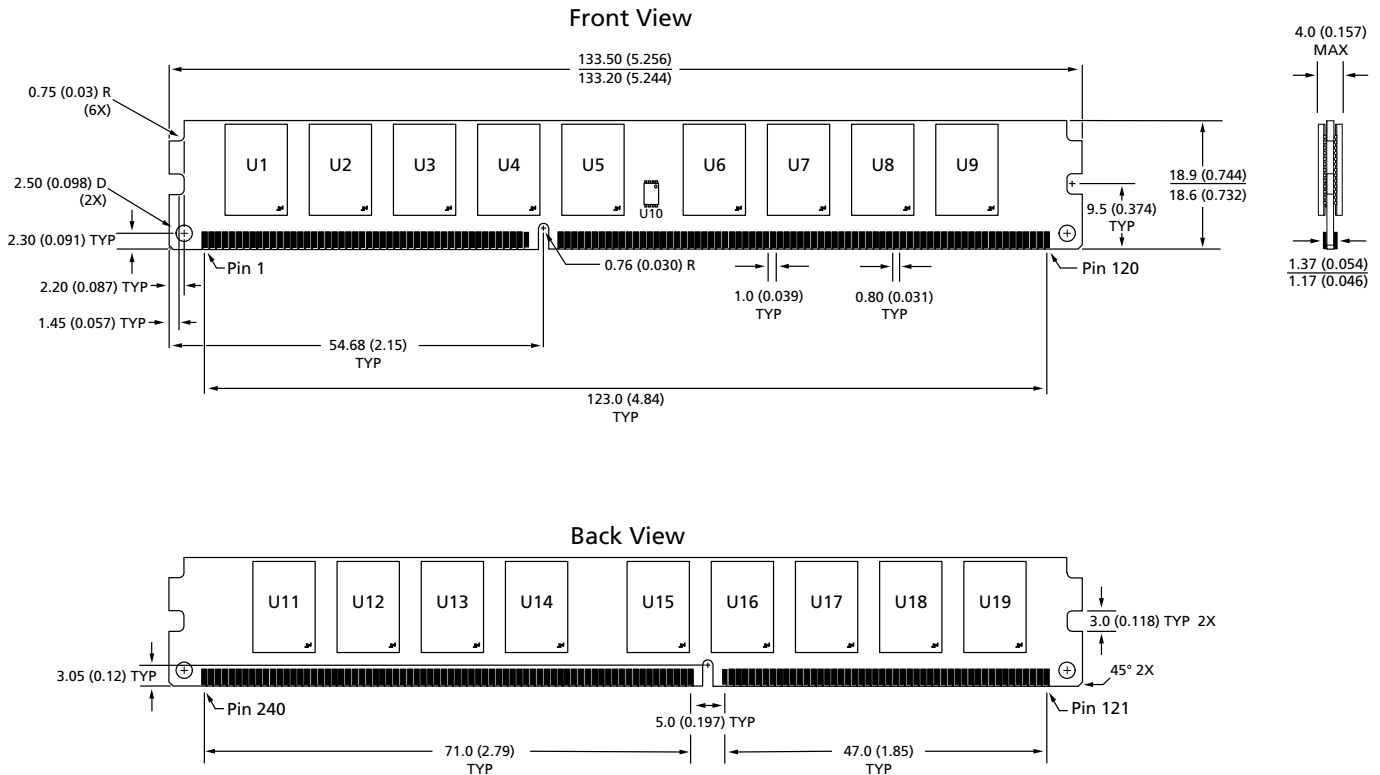 Front View
133.50 (5.256)
133.20 (5.244)
4.0 (0.157)
MAX
0.75 (0.03) R
(6X)
U1
U2
U3
U4
U5
U6
U7
U8
U9
U10
2.50 (0.098) D
(2X)
2.30 (0.091) TYP
18.9 (0.744)
18.6 (0.732)
9.5 (0.374)
TYP
Pin 1
0.76 (0.030) R
Pin 120
2.20 (0.087) TYP
1.0 (0.039)
TYP
0.80 (0.031)
TYP
1.37 (0.054)
1.17 (0.046)
1.45 (0.057) TYP
54.68 (2.15)
TYP
123.0 (4.84)
TYP
Back View
U11
U12
U13
U14
U15
U16
U17
U18
U19
3.0 (0.118) TYP 2X
3.05 (0.12) TYP
45° 2X
Pin 240
5.0 (0.197) TYP
Pin 121
71.0 (2.79)
TYP
47.0 (1.85)
TYP